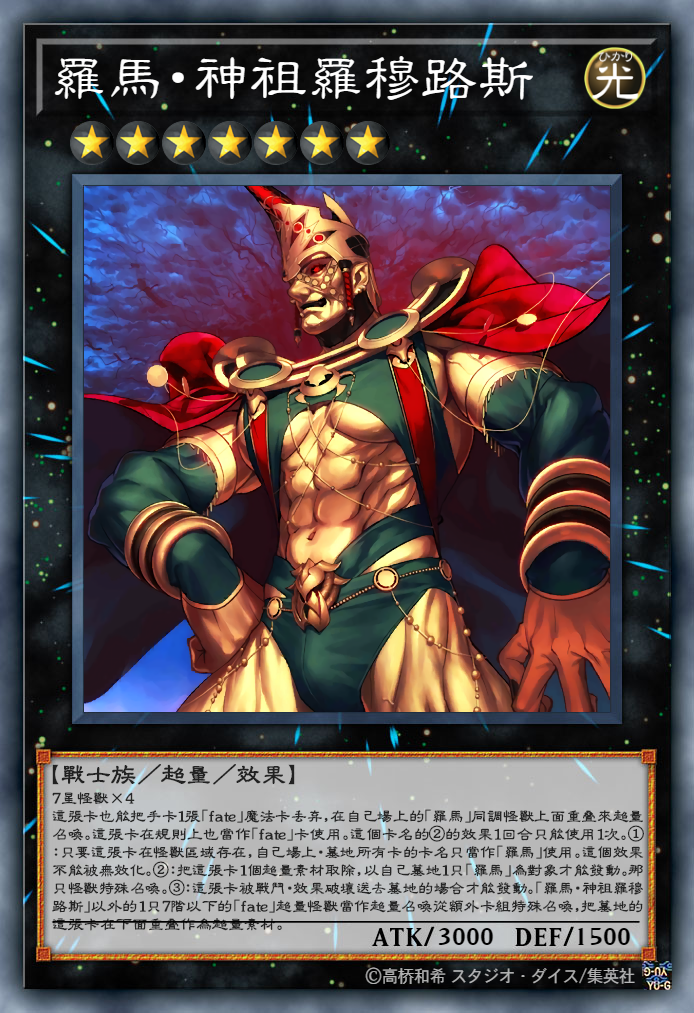 羅馬・神祖羅穆路斯
ひかり
光
【戰士族／超量／效果】
7星怪獸×4
這張卡也能把手卡1張「fate」魔法卡丟弃，在自己場上的「羅馬」同調怪獸上面重叠來超量
召喚。這張卡在規則上也當作「fate」卡使用。這個卡名的②的效果1回合只能使用1次。①
：只要這張卡在怪獸區域存在，自己場上・墓地所有卡的卡名只當作「羅馬」使用。這個效果
不能被無效化。②：把這張卡1個超量素材取除，以自己墓地1只「羅馬」為對象才能發動。那
只怪獸特殊召喚。③：這張卡被戰鬥・效果破壞送去墓地的場合才能發動。「羅馬・神祖羅穆
路斯」以外的1只7階以下的「fate」超量怪獸當作超量召喚從額外卡組特殊召喚，把墓地的
這張卡在下面重叠作為超量素材。
ATK/3000 DEF/1500
©高桥和希 スタジオ・ダイス/集英社
YU-G